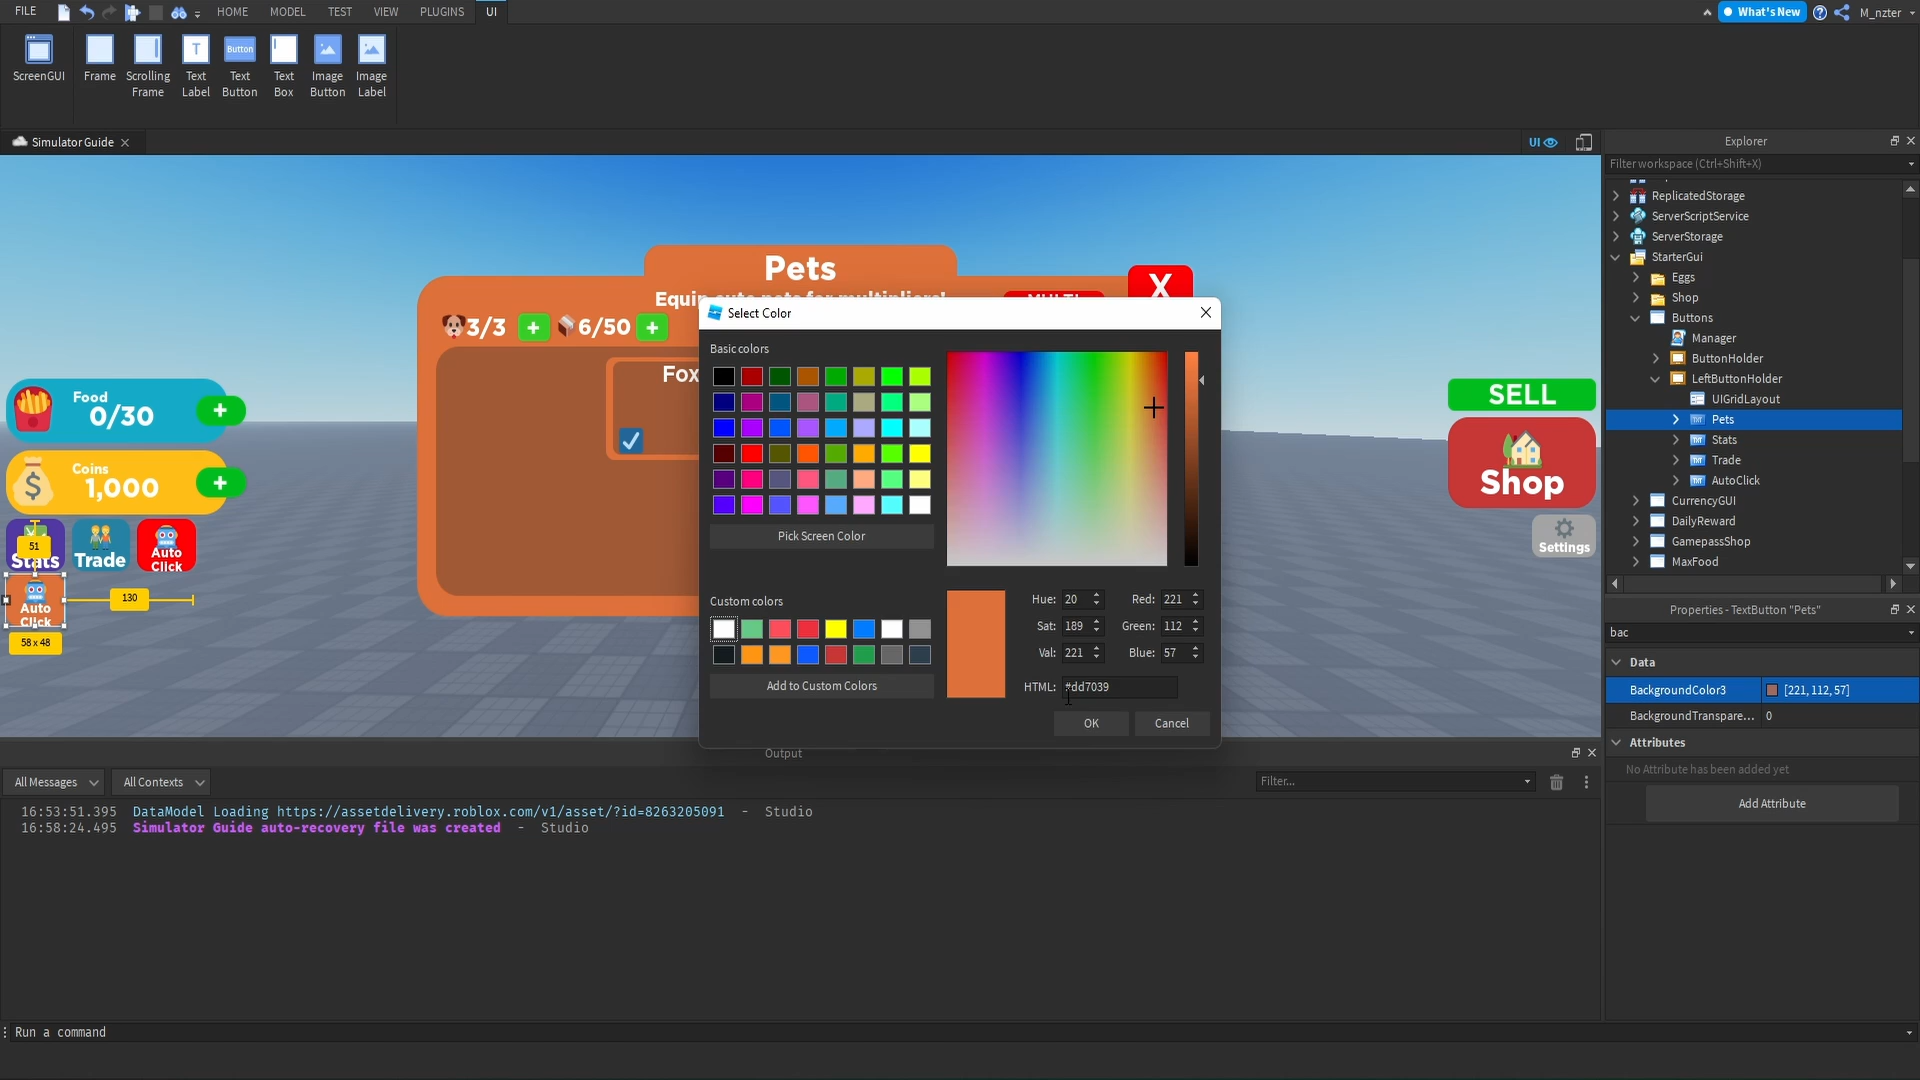 FILE
HOME
MODEL
TEST
VIEW
PLUGINS
UI
What's New
M_nzter
ScreenGUI
Frame
Scrolling
Frame
Text
Label
Text
Button
Text
Box
Image
Button
Image
Label
Button
T
Simulator Guide
UI
Explorer
Filter workspace (Ctrl+Shift+X)
ReplicatedStorage
ServerScriptService
ServerStorage
StarterGui
Eggs
Shop
Buttons
Manager
ButtonHolder
LeftButtonHolder
UIGridLayout
Pets
Stats
Trade
AutoClick
CurrencyGUI
DailyReward
GamepassShop
MaxFood
Properties - TextButton "Pets"
bac
Data
BackgroundColor3
[221, 112, 57]
BackgroundTranspare...
0
Attributes
No Attribute has been added yet
Add Attribute
Pets
X
3/3
+
6/50
+
Fox
Food
0/30
+
Coins
1,000
+
$
Stats
51
Trade
Auto
Click
Auto
Click
130
58 x 48
SELL
Shop
Settings
Select Color
Basic colors
Pick Screen Color
Custom colors
Add to Custom Colors
Hue: 20
Red: 221
Sat: 189
Green: 112
Val: 221
Blue: 57
HTML: #dd7039
OK
Cancel
Output
All Messages
All Contexts
Filter...
16:53:51.395 DataModel Loading https://assetdelivery.roblox.com/v1/asset/?id=8263205091 - Studio
16:58:24.495 Simulator Guide auto-recovery file was created - Studio
Run a command